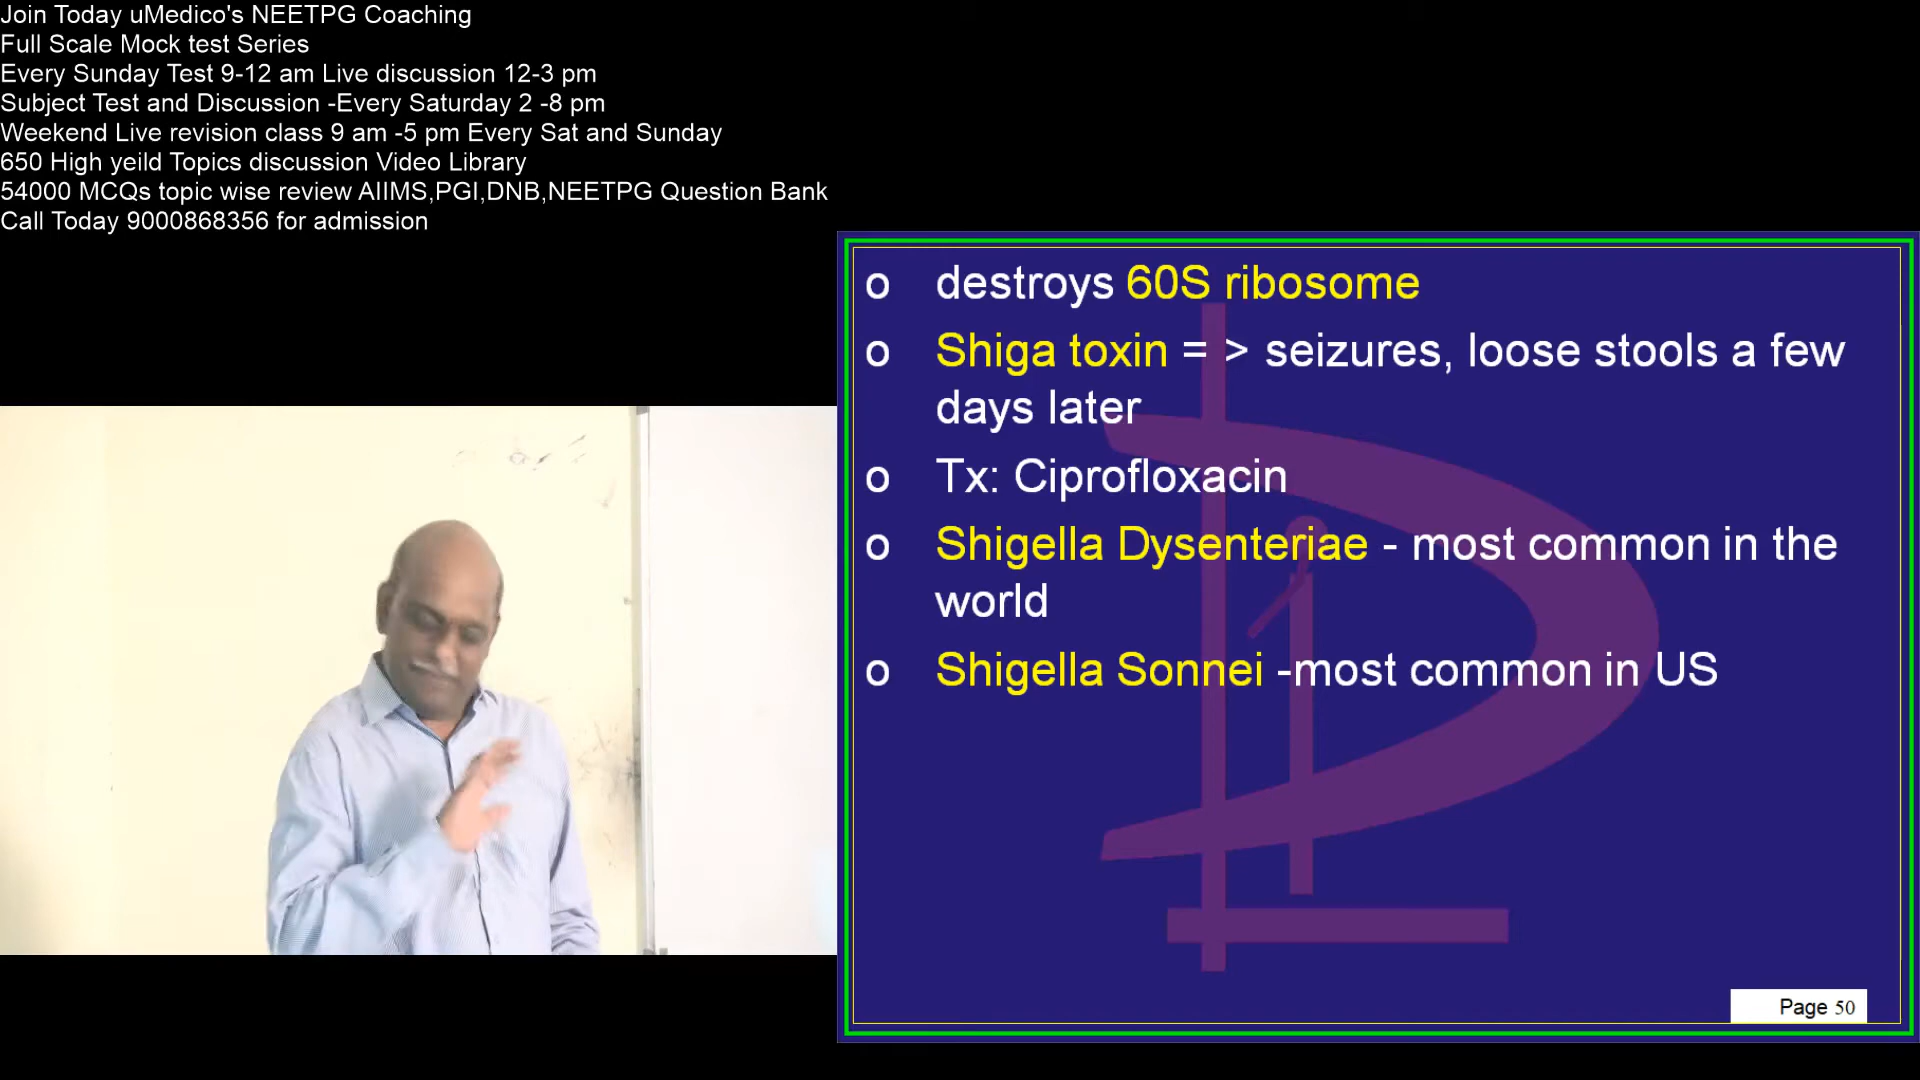 Join Today uMedico's NEETPG Coaching
Full Scale Mock test Series
Every Sunday Test 9-12 am Live discussion 12-3 pm
Subject Test and Discussion -Every Saturday 2 -8 pm
Weekend Live revision class 9 am -5 pm Every Sat and Sunday
650 High yeild Topics discussion Video Library
54000 MCQs topic wise review AIIMS,PGI,DNB,NEETPG Question Bank
Call Today 9000868356 for admission
o destroys 60S ribosome
o Shiga toxin = > seizures, loose stools a few
days later
o Tx: Ciprofloxacin
o Shigella Dysenteriae - most common in the
world
o Shigella Sonnei -most common in US
Page 50